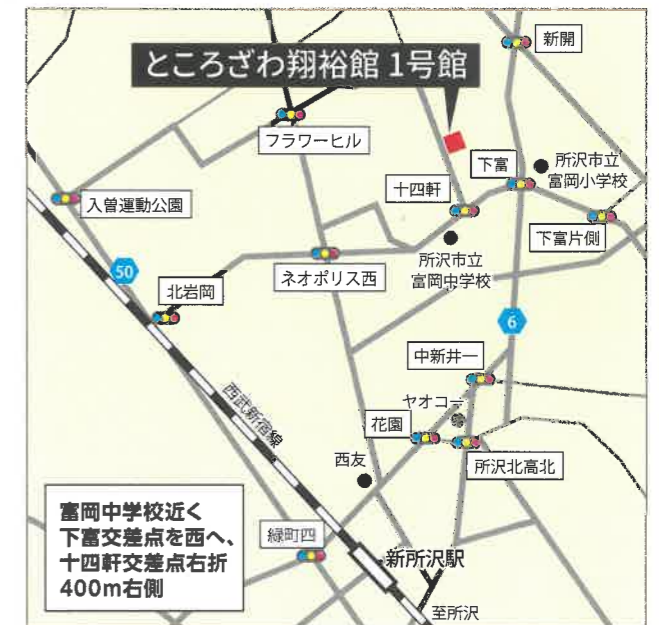 新開
ところざわ翔裕館 1号館
フラワーヒル
下富
所沢市立
富岡小学校
十四軒
入曽運動公園
下富片側
所沢市立
富岡中学校
ネオポリス西
50
北岩岡
6
中新井一
ヤオコー
花園
西武新宿線
西友
所沢北高北
富岡中学校近く
下富交差点を西へ、
十四軒交差点右折
400m右側
緑町四
新所沢駅
至所沢